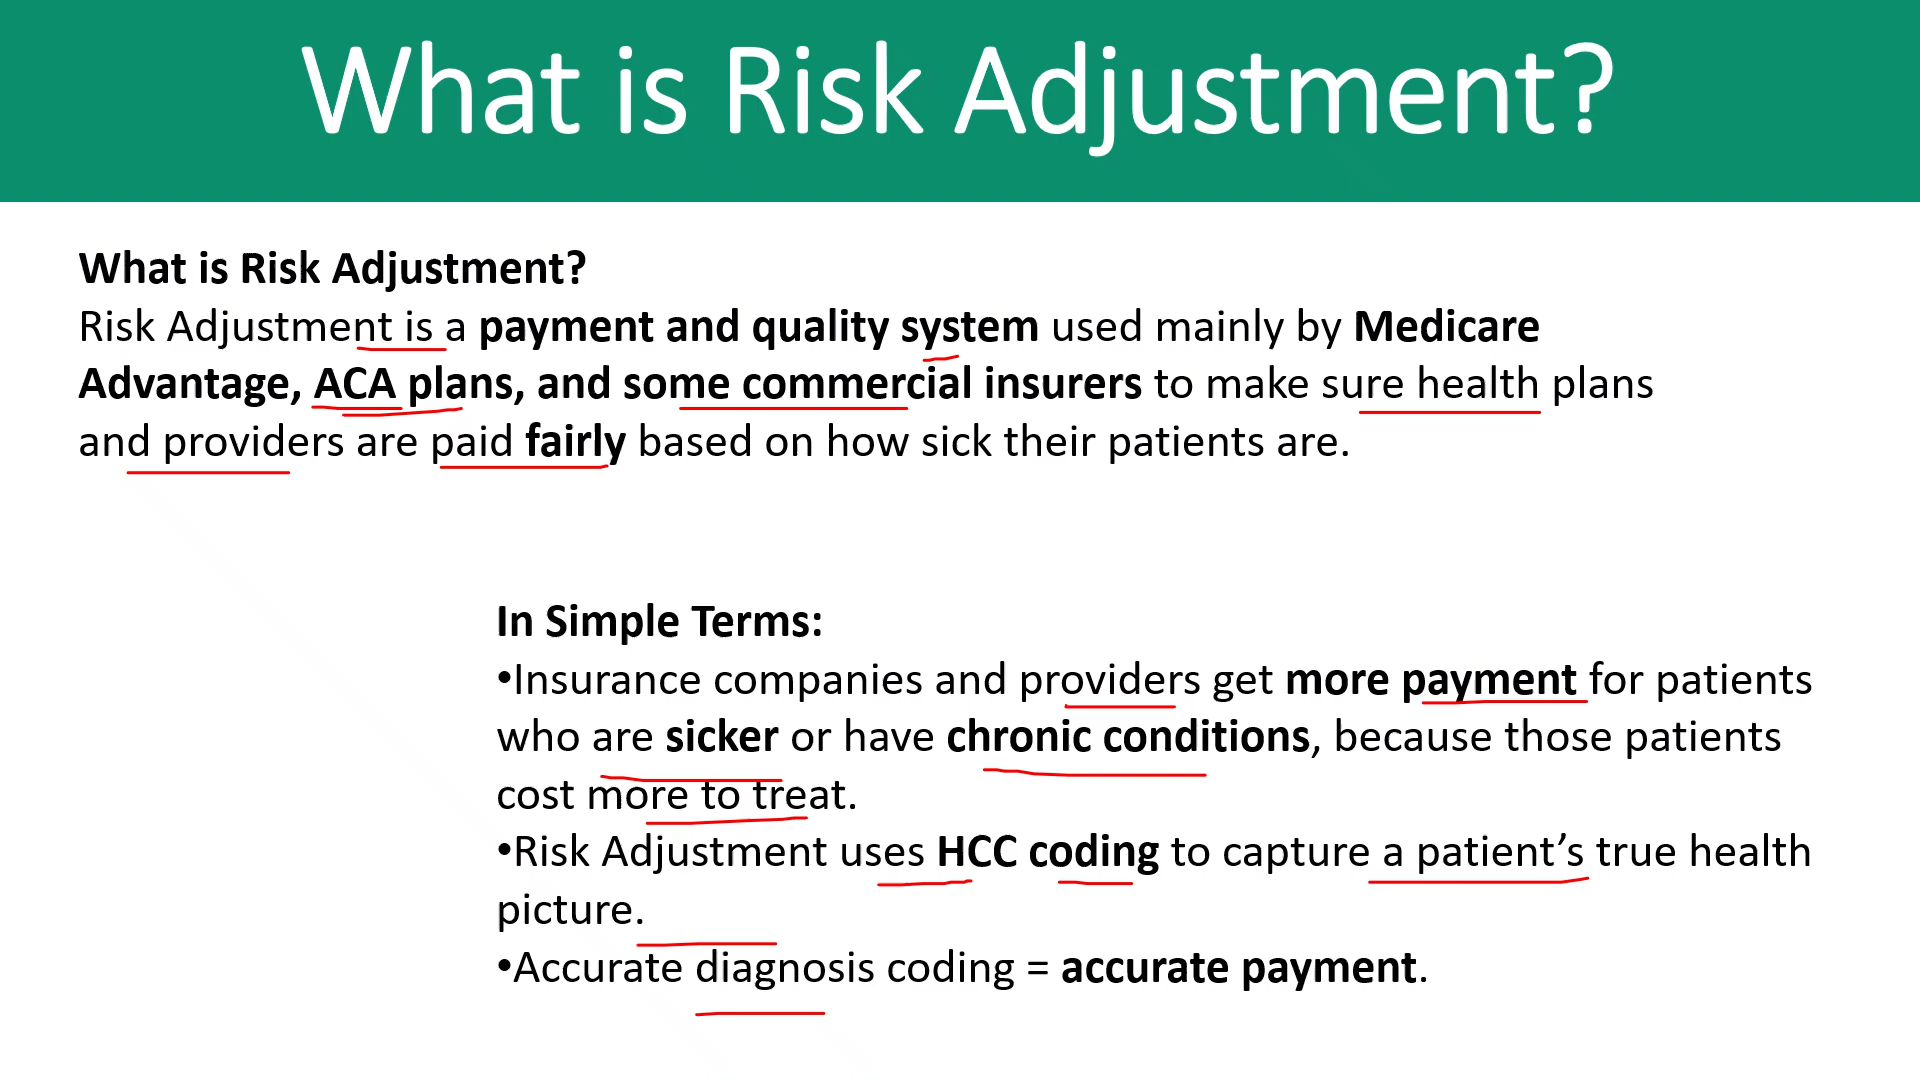 What is Risk Adjustment?
What is Risk Adjustment?
Risk Adjustment is a payment and quality system used mainly by Medicare
Advantage, ACA plans, and some commercial insurers to make sure health plans
and providers are paid fairly based on how sick their patients are.
In Simple Terms:
•Insurance companies and providers get more payment for patients
who are sicker or have chronic conditions, because those patients
cost more to treat.
•Risk Adjustment uses HCC coding to capture a patient’s true health
picture.
•Accurate diagnosis coding = accurate payment.